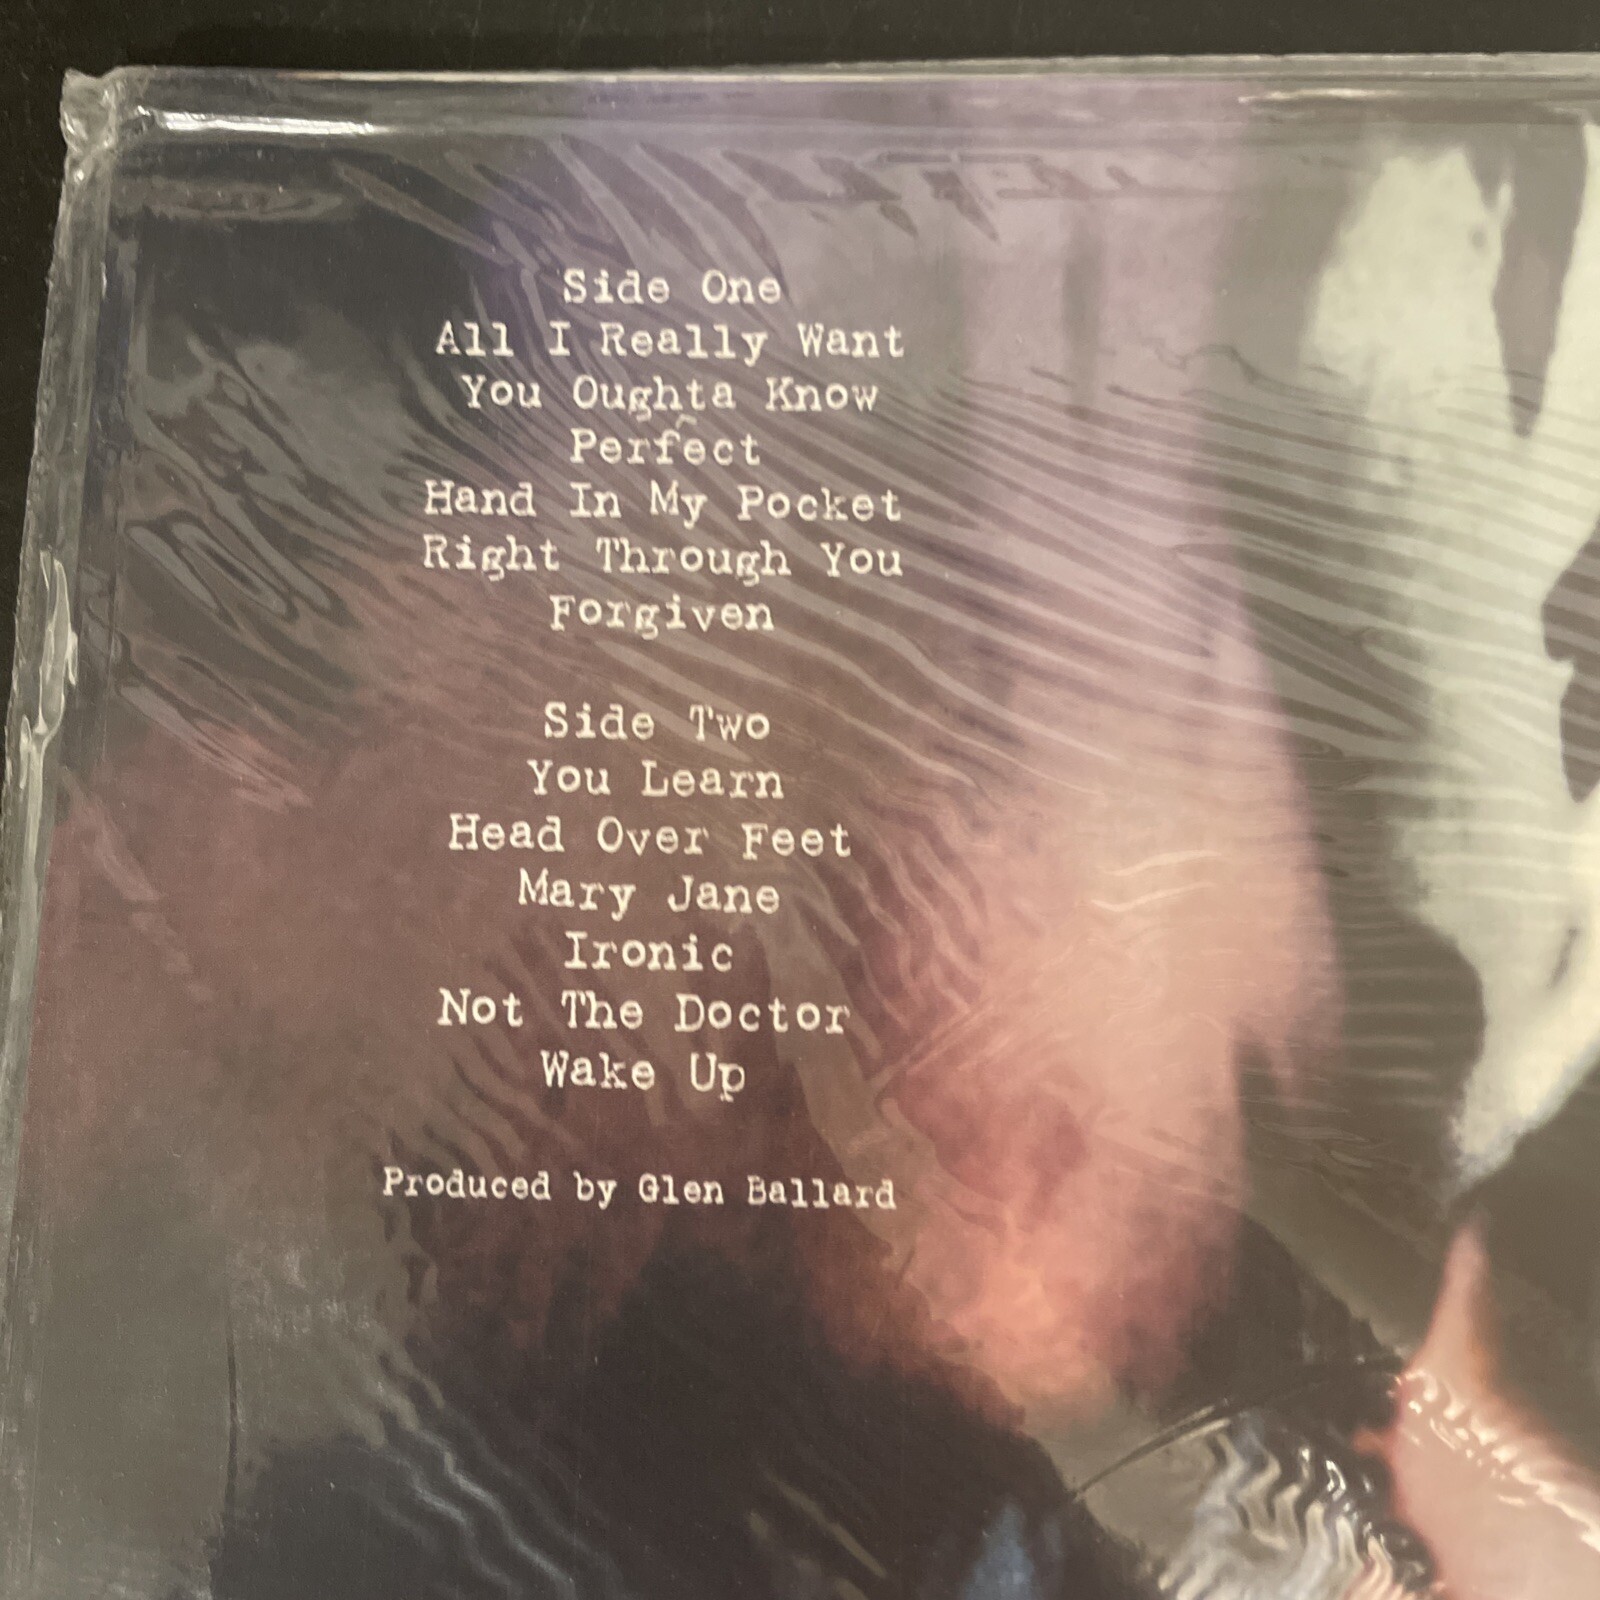 Side One
All I Really Want
You Oughta Know
Perfect
Hand In My Pocket
Right Through You
Forgiven
Side Two
You Learn
Head Over Feet
Mary Jane
Ironic
Not The Doctor
Wake Up
Produced by Glen Ballard